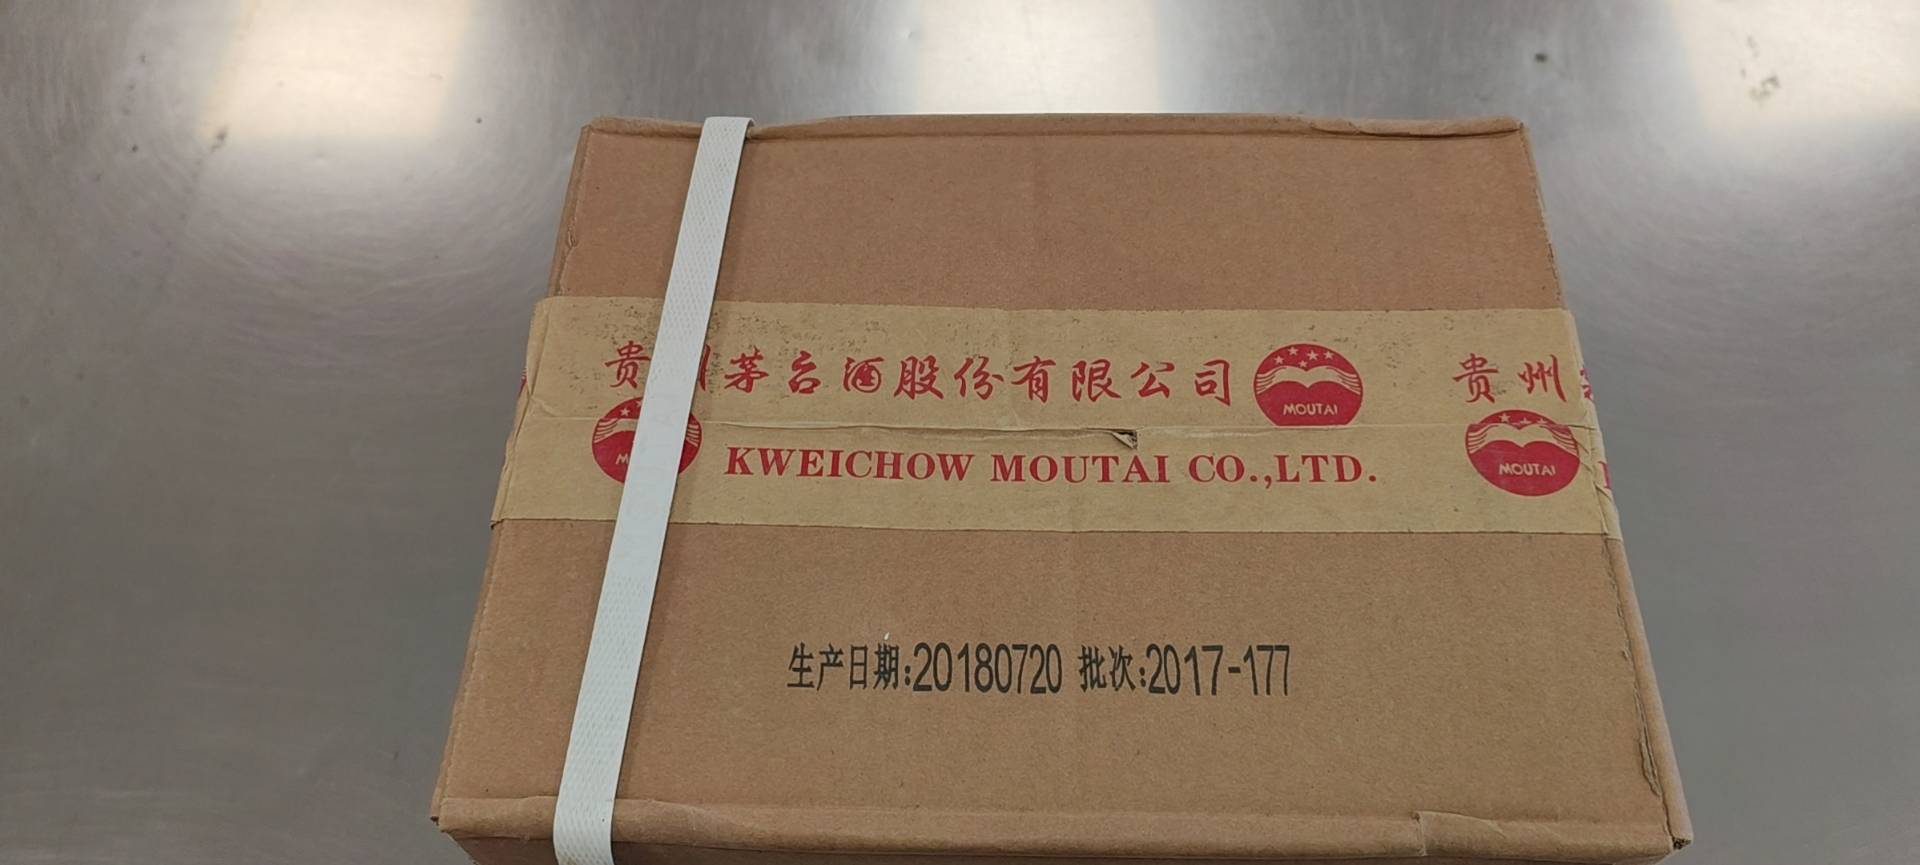 贵州茅台酒股份有限公司 MOUTAI 贵州
KWEICHOW MOUTAI CO.,LTD. MOUTAI
生产日期:20180720 批次:2017-177